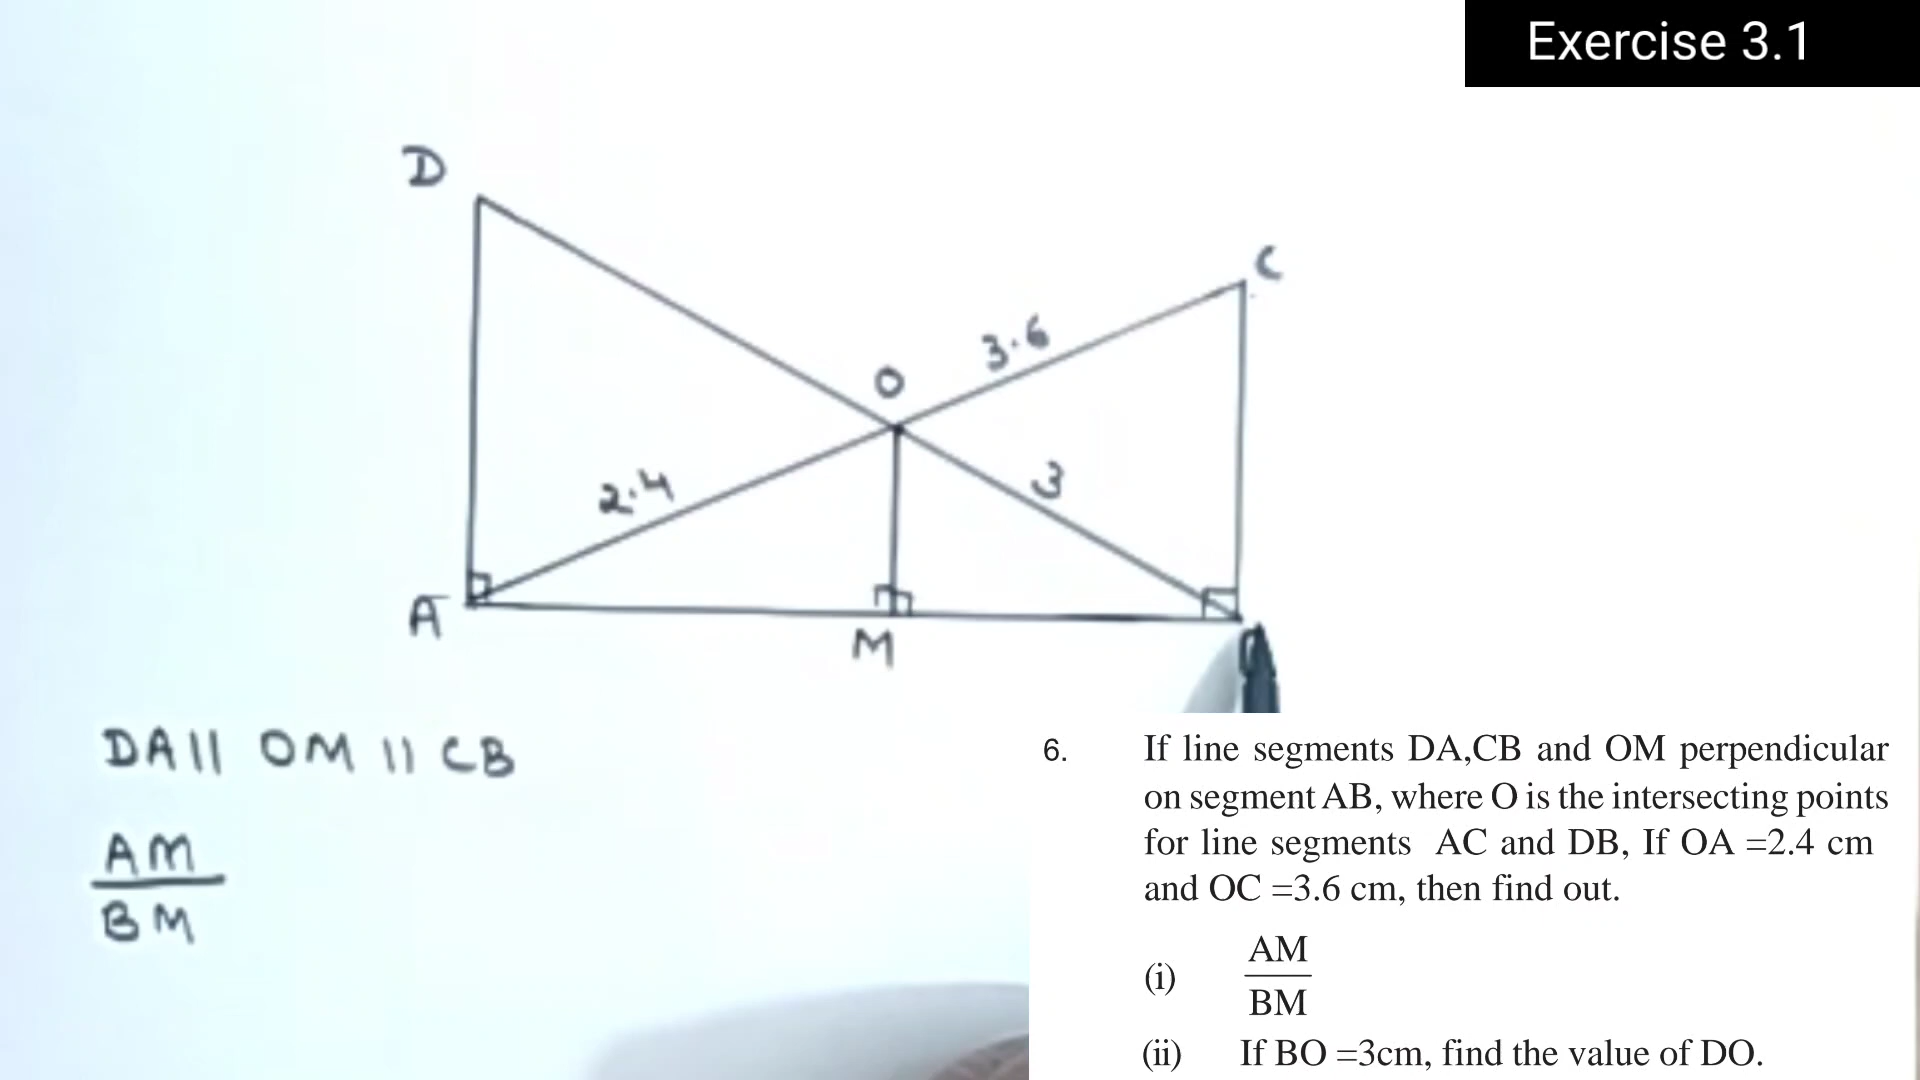 Exercise 3.1
D
C
3.6
O
2.4
3
A
M
DA || OM || CB
AM
BM
6. If line segments DA,CB and OM perpendicular
on segment AB, where O is the intersecting points
for line segments AC and DB, If OA =2.4 cm
and OC =3.6 cm, then find out.
(i) AM
BM
(ii) If BO =3cm, find the value of DO.